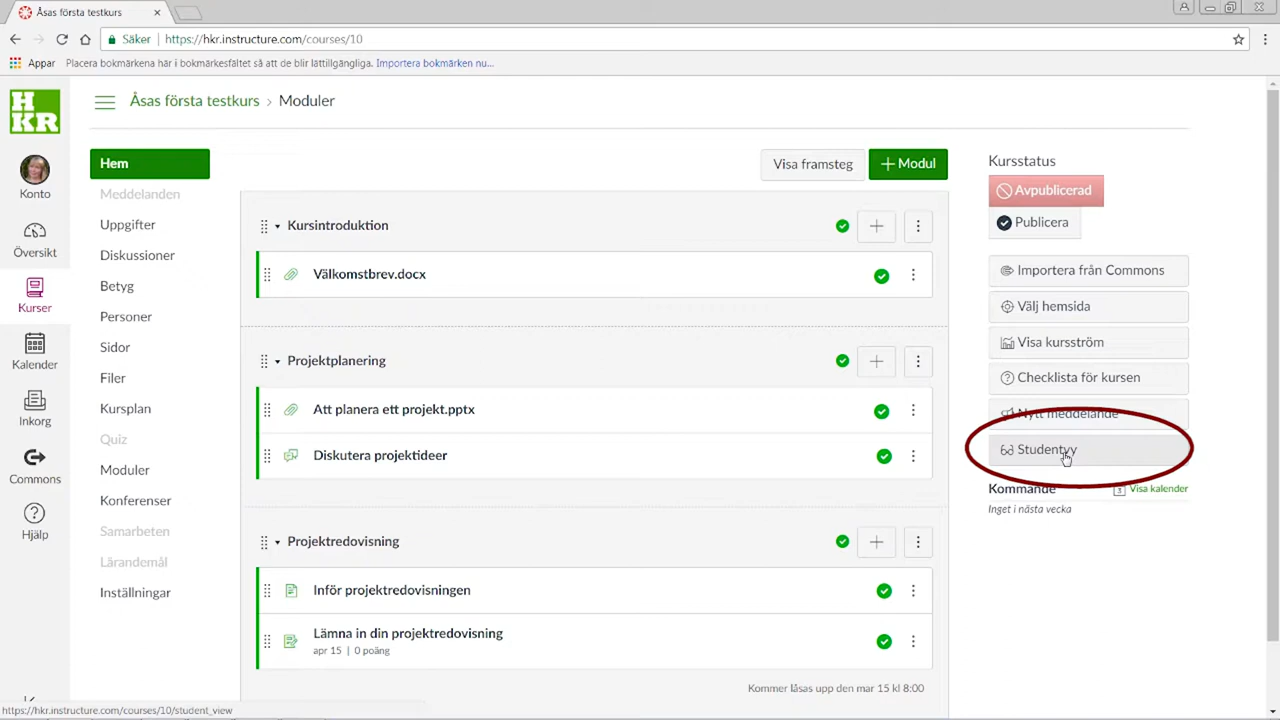 Åsas första testkurs
Säker
https://hkr.instructure.com/courses/10
Appar
Placera bokmärkena här i bokmärkesfältet så att de blir lättillgängliga. Importera bokmärken nu...
H
KR
Konto
Översikt
Kurser
Kalender
Inkorg
Commons
Hjälp
Åsas första testkurs › Moduler
Hem
Meddelanden
Uppgifter
Diskussioner
Betyg
Personer
Sidor
Filer
Kursplan
Quiz
Moduler
Konferenser
Samarbeten
Lärandemål
Inställningar
Visa framsteg
+ Modul
Kursintroduktion
Välkomstbrev.docx
Projektplanering
Att planera ett projekt.pptx
Diskutera projektideer
Projektredovisning
Inför projektredovisningen
Lämna in din projektredovisning
apr 15 | 0 poäng
Kommer låsas upp den mar 15 kl 8:00
Kursstatus
Avpublicerad
Publicera
Importera från Commons
Välj hemsida
Visa kursström
Checklista för kursen
Nytt meddelande
Studentvy
Kommande
Visa kalender
Inget i nästa vecka
https://hkr.instructure.com/courses/10/student_view